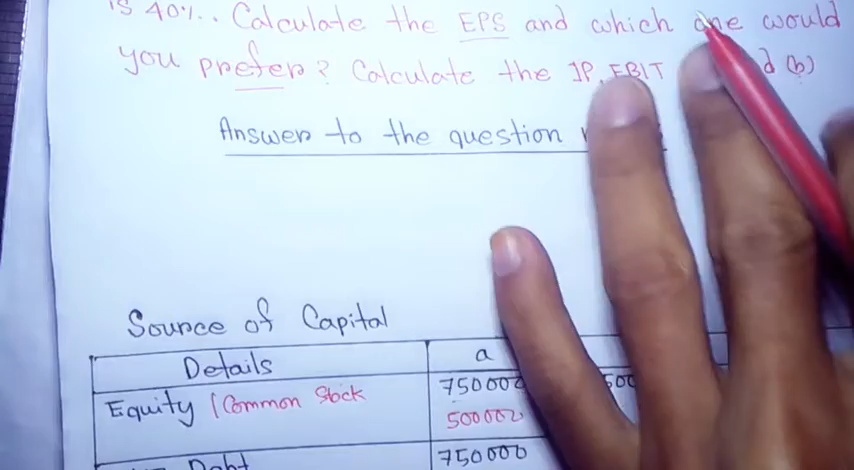 is 40%. Calculate the EPS and which one would
you prefer? Calculate the IP. EBIT d (b)
Answer to the question
Source of Capital
Details a
Equity (Common Stock 750000
500000
Debt 750000